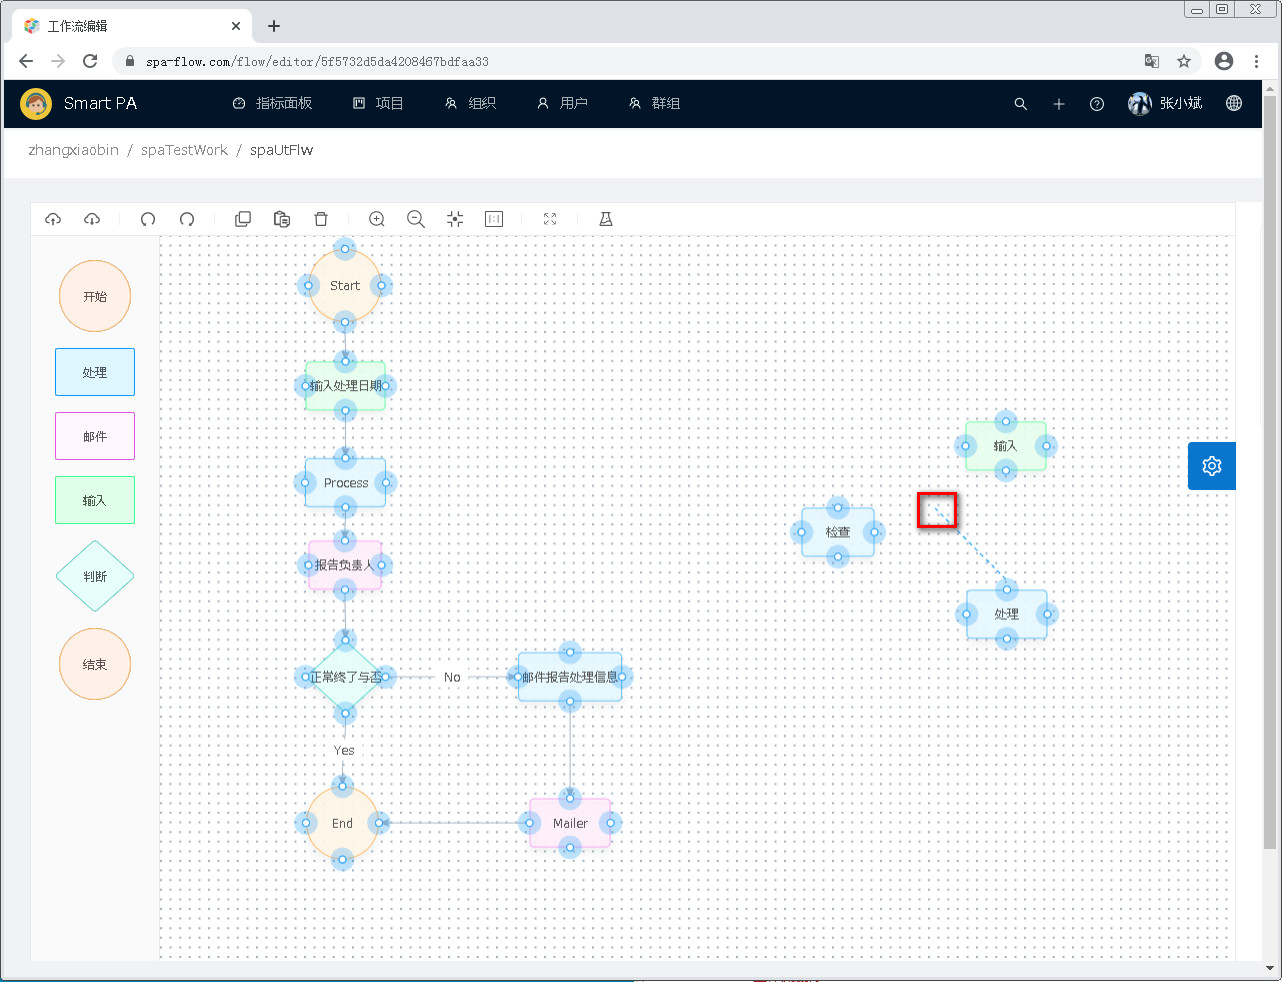 工作流编辑
spa-flow.com/flow/editor/5f5732d5da4208467bdfaa33
Smart PA 指标面板 项目 组织 用户 群组 张小斌
zhangxiaobin / spaTestWork / spaUtFlw
开始
处理
邮件
输入
判断
结束
Start
输入处理日期
Process
报告负责人
正常终了与否
No
邮件报告处理信息
Yes
End
Mailer
输入
检查
处理